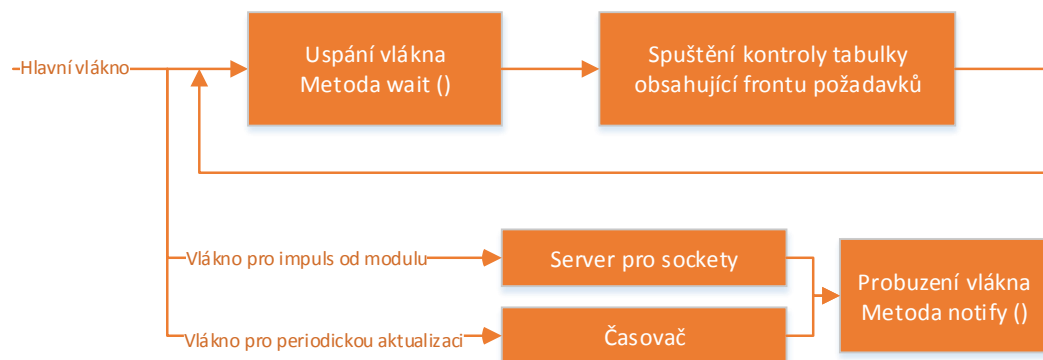 Hlavní vlákno
Uspání vlákna
Metoda wait ()
Spuštění kontroly tabulky
obsahující frontu požadavků
Vlákno pro impuls od modulu
Server pro sockety
Probuzení vlákna
Metoda notify ()
Vlákno pro periodickou aktualizaci
Časovač